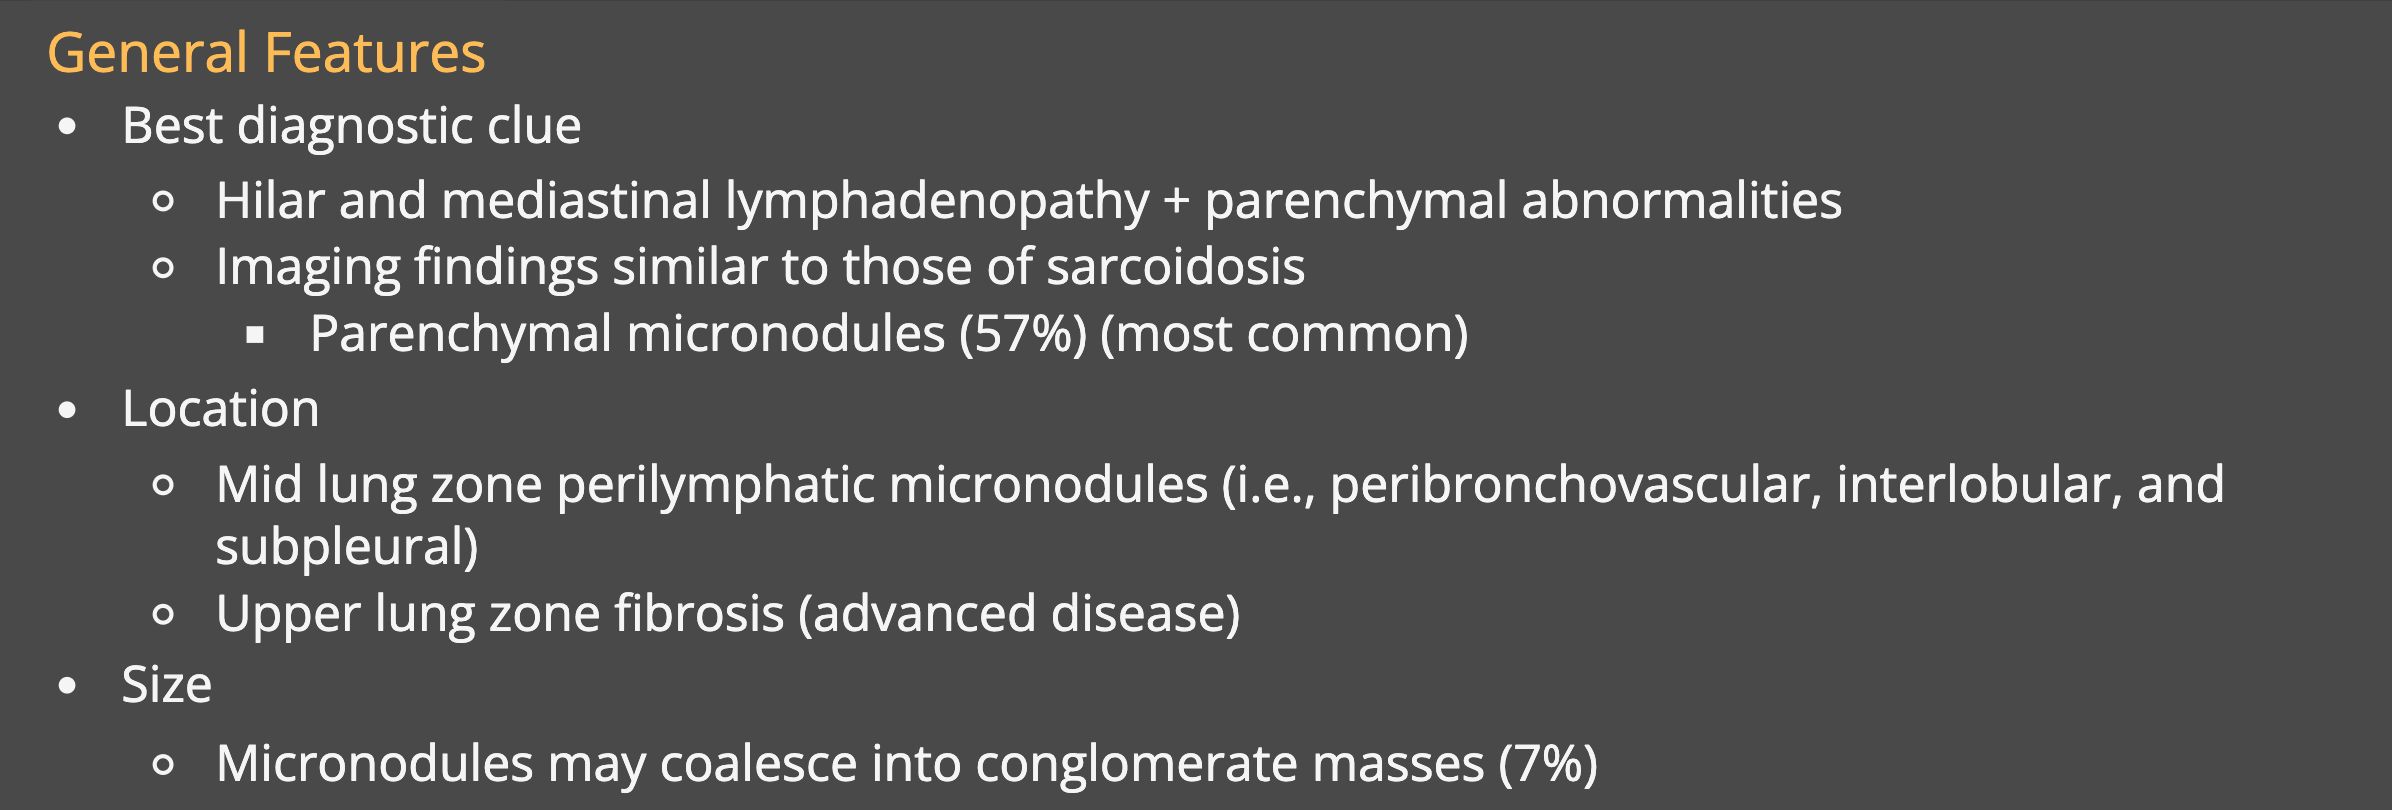 General Features
• Best diagnostic clue
○ Hilar and mediastinal lymphadenopathy + parenchymal abnormalities
○ Imaging findings similar to those of sarcoidosis
▪ Parenchymal micronodules (57%) (most common)
• Location
○ Mid lung zone perilymphatic micronodules (i.e., peribronchovascular, interlobular, and
subpleural)
○ Upper lung zone fibrosis (advanced disease)
• Size
○ Micronodules may coalesce into conglomerate masses (7%)